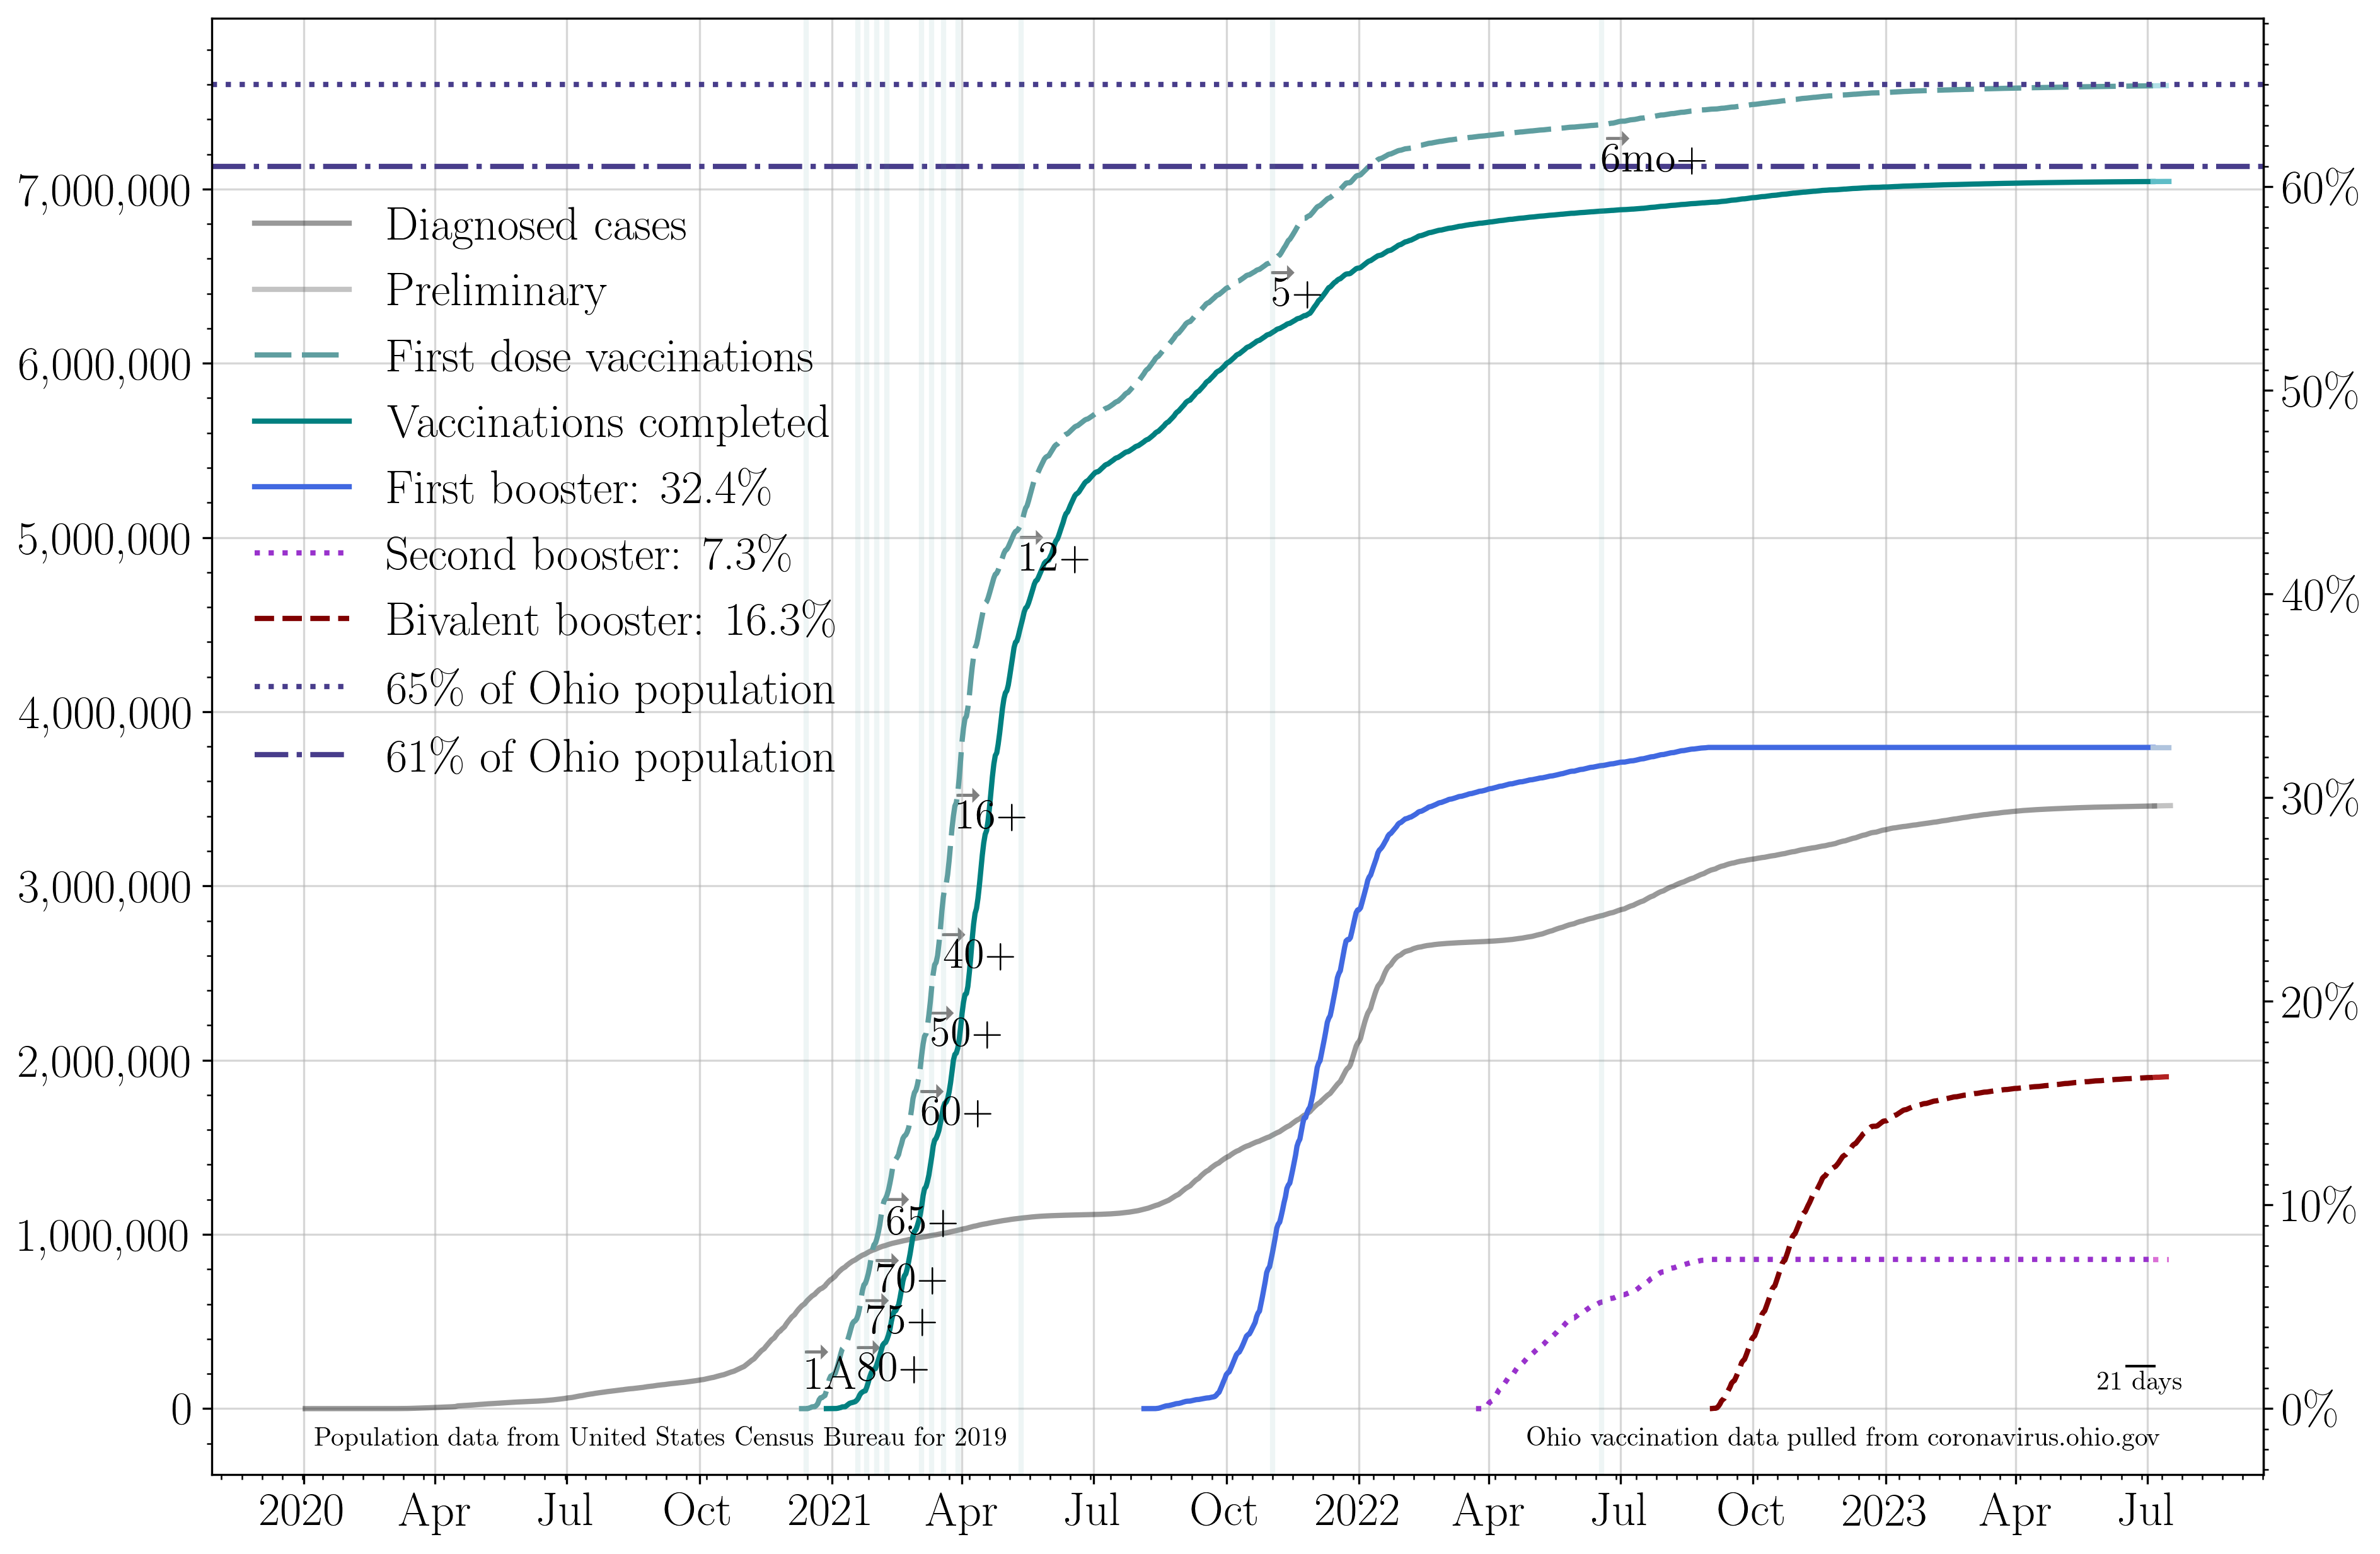 7,000,000
6,000,000
5,000,000
4,000,000
3,000,000
2,000,000
1,000,000
0
Diagnosed cases
Preliminary
First dose vaccinations
Vaccinations completed
First booster: 32.4%
Second booster: 7.3%
Bivalent booster: 16.3%
65% of Ohio population
61% of Ohio population
6mo+
5+
12+
16+
40+
50+
60+
65+
70+
75+
80+
1A
21 days
60%
50%
40%
30%
20%
10%
0%
Population data from United States Census Bureau for 2019
Ohio vaccination data pulled from coronavirus.ohio.gov
2020 Apr Jul Oct 2021 Apr Jul Oct 2022 Apr Jul Oct 2023 Apr Jul